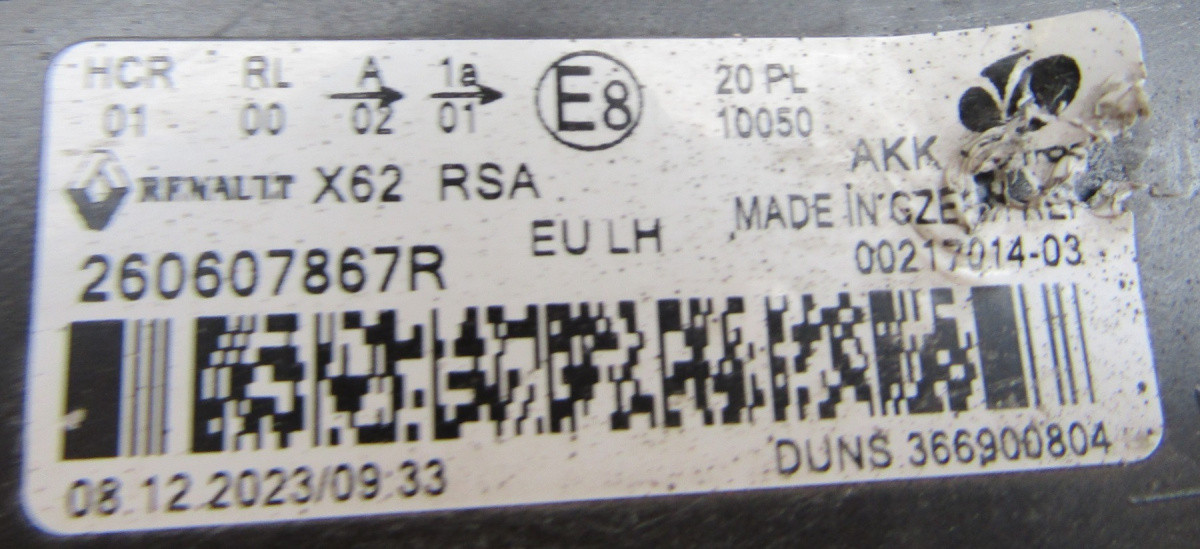 HCR RL A 1a E8 20 PL
01 00 02 01 10050
AKK
RENAULT X62 RSA
MADE IN
EU LH
260607867R
00217014-03
08.12.2023/09:33
DUNS 366900804